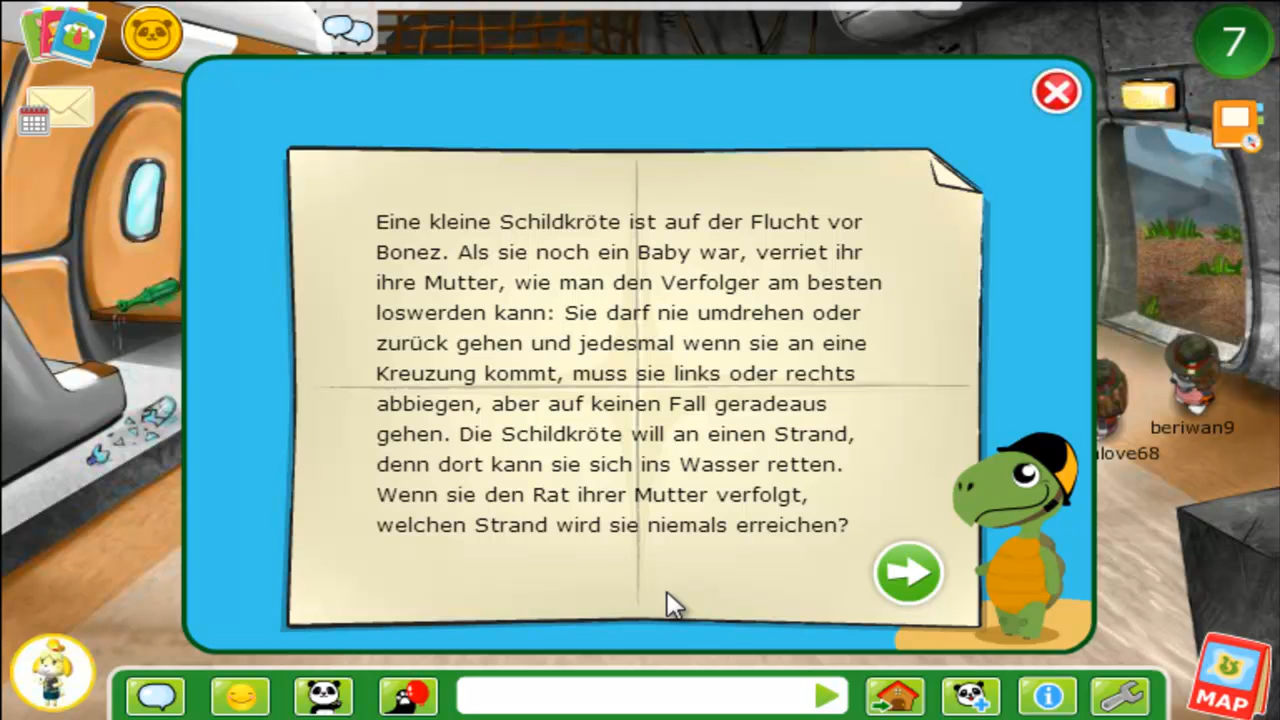 7
Eine kleine Schildkröte ist auf der Flucht vor
Bonez. Als sie noch ein Baby war, verriet ihr
ihre Mutter, wie man den Verfolger am besten
loswerden kann: Sie darf nie umdrehen oder
zurück gehen und jedesmal wenn sie an eine
Kreuzung kommt, muss sie links oder rechts
abbiegen, aber auf keinen Fall geradeaus
gehen. Die Schildkröte will an einen Strand,
denn dort kann sie sich ins Wasser retten.
Wenn sie den Rat ihrer Mutter verfolgt,
welchen Strand wird sie niemals erreichen?
beriwan9
love68
MAP